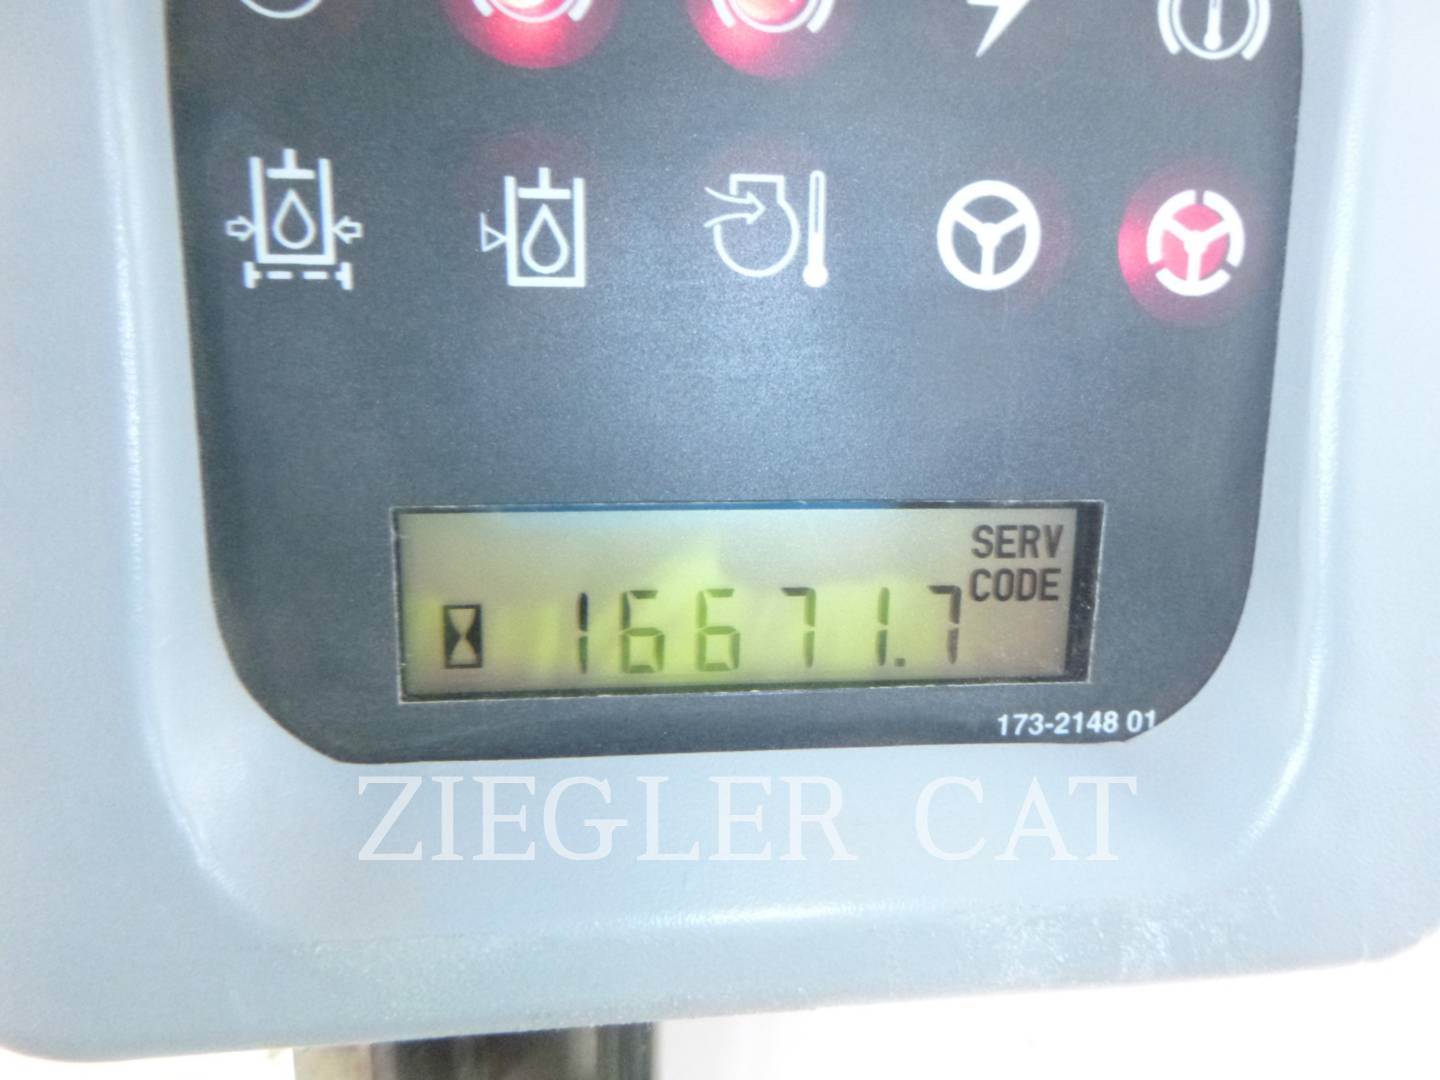 SERV
CODE
16671.7
173-2148 01
ZIEGLER CAT